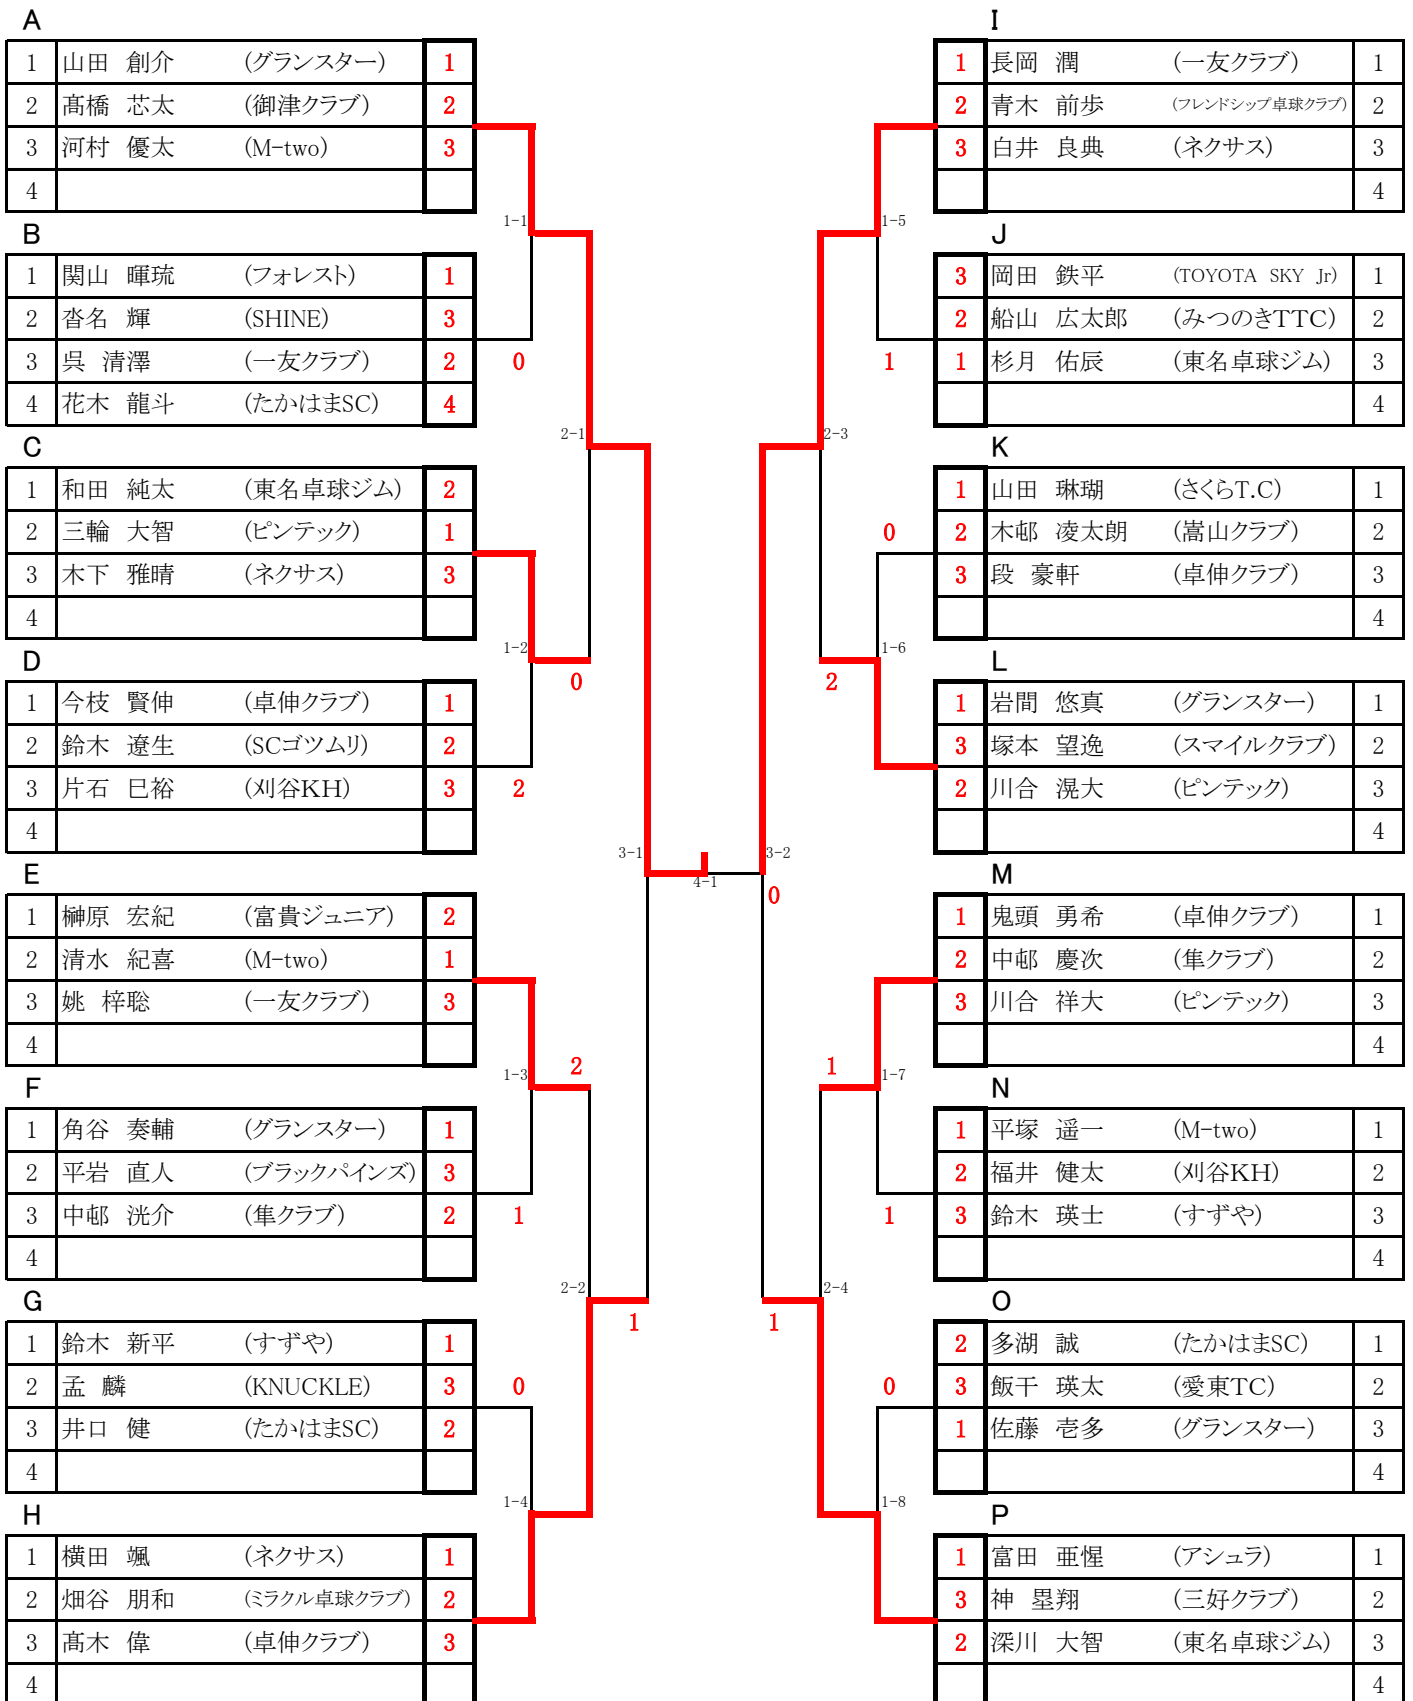 A
1 山田 創介 (グランスター) 1
2 髙橋 芯太 (御津クラブ) 2
3 河村 優太 (M-two) 3
4
1-1
B
1 関山 暉琉 (フォレスト) 1
2 沓名 輝 (SHINE) 3
3 呉 清澤 (一友クラブ) 2 0
4 花木 龍斗 (たかはまSC) 4
2-1
C
1 和田 純太 (東名卓球ジム) 2
2 三輪 大智 (ピンテック) 1
3 木下 雅晴 (ネクサス) 3
4
1-2
D
0
1 今枝 賢伸 (卓伸クラブ) 1
2 鈴木 遼生 (SCゴツムリ) 2
3 片石 巳裕 (刈谷KH) 3 2
4
3-1
4-1
E
1 榊原 宏紀 (富貴ジュニア) 2
2 清水 紀喜 (M-two) 1
3 姚 梓聡 (一友クラブ) 3
4
2
1-3
F
1 角谷 奏輔 (グランスター) 1
2 平岩 直人 (ブラックパインズ) 3
3 中邨 洸介 (隼クラブ) 2 1
4
2-2
G
1
1 鈴木 新平 (すずや) 1
2 孟 麟 (KNUCKLE) 3 0
3 井口 健 (たかはまSC) 2
4
1-4
H
1 横田 颯 (ネクサス) 1
2 畑谷 朋和 (ミラクル卓球クラブ) 2
3 髙木 偉 (卓伸クラブ) 3
4
I
1 長岡 潤 (一友クラブ) 1
2 青木 前歩 (フレンドシップ卓球クラブ) 2
3 白井 良典 (ネクサス) 3
4
1-5
J
3 岡田 鉄平 (TOYOTA SKY Jr) 1
2 船山 広太郎 (みつのきTTC) 2
1 1 杉月 佑辰 (東名卓球ジム) 3
4
2-3
K
1 山田 琳瑚 (さくらT.C) 1
0 2 木邨 凌太朗 (嵩山クラブ) 2
3 段 豪軒 (卓伸クラブ) 3
4
1-6
L
2
1 岩間 悠真 (グランスター) 1
3 塚本 望逸 (スマイルクラブ) 2
2 川合 滉大 (ピンテック) 3
4
3-2
M
0
1 鬼頭 勇希 (卓伸クラブ) 1
2 中邨 慶次 (隼クラブ) 2
3 川合 祥大 (ピンテック) 3
4
1
1-7
N
1 平塚 遥一 (M-two) 1
2 福井 健太 (刈谷KH) 2
1 3 鈴木 瑛士 (すずや) 3
4
2-4
O
1
2 多湖 誠 (たかはまSC) 1
0 3 飯干 瑛太 (愛東TC) 2
1 佐藤 壱多 (グランスター) 3
4
1-8
P
1 富田 亜惺 (アシュラ) 1
3 神 塁翔 (三好クラブ) 2
2 深川 大智 (東名卓球ジム) 3
4